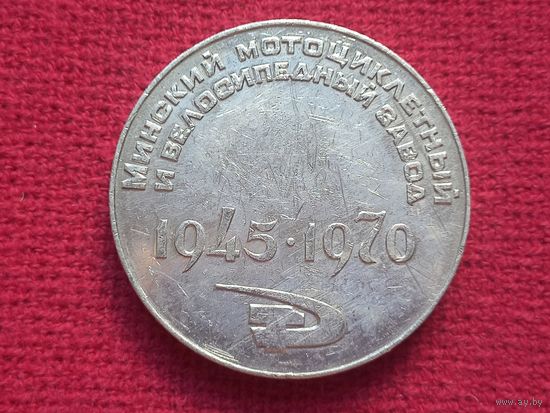 Минский мотоциклетный
и велосипедный завод
1945·1970
www.ay.by